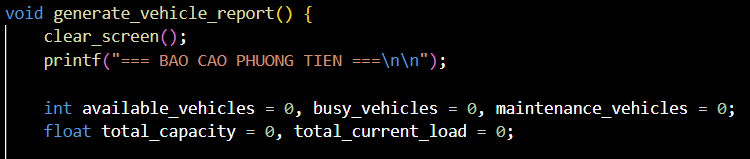 void generate_vehicle_report() {
    clear_screen();
    printf("=== BAO CAO PHUONG TIEN ===\n\n");

    int available_vehicles = 0, busy_vehicles = 0, maintenance_vehicles = 0;
    float total_capacity = 0, total_current_load = 0;